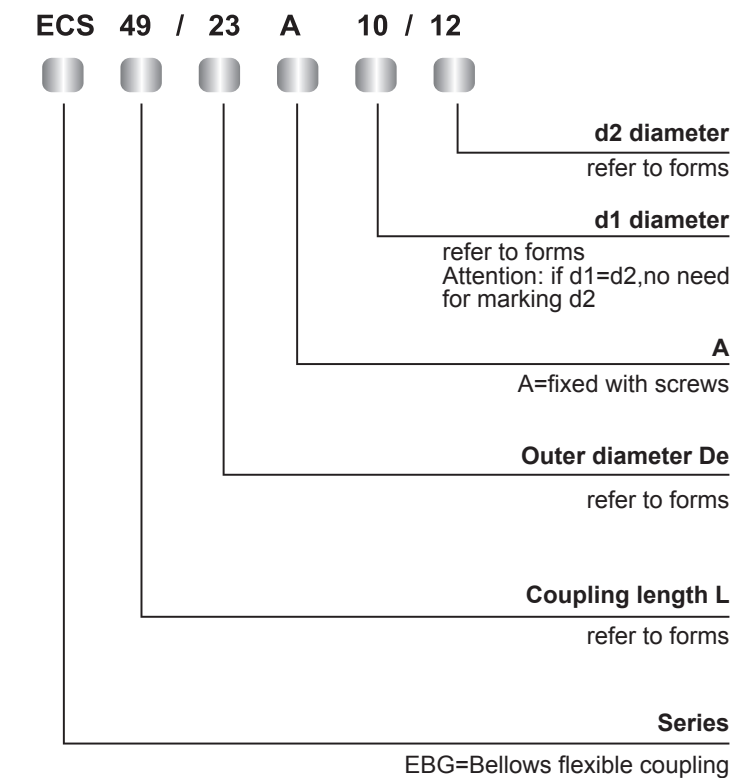 ECS 49 / 23 A 10 / 12
d2 diameter
refer to forms
d1 diameter
refer to forms
Attention: if d1=d2,no need
for marking d2
A
A=fixed with screws
Outer diameter De
refer to forms
Coupling length L
refer to forms
Series
EBG=Bellows flexible coupling